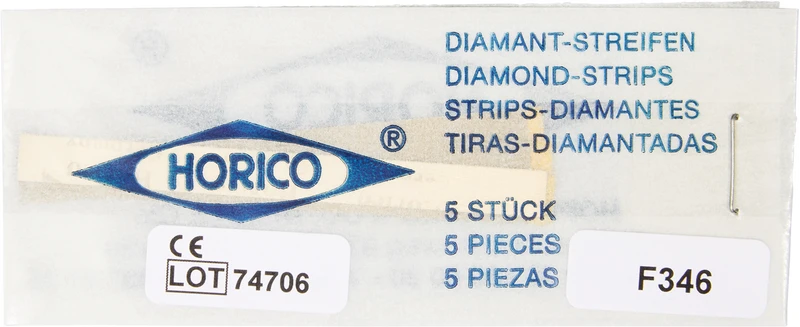 DIAMANT-STREIFEN
DIAMOND-STRIPS
STRIPS-DIAMANTES
TIRAS-DIAMANTADAS
HORICO ®
5 STÜCK
5 PIECES
5 PIEZAS
CE
LOT 74706
F346